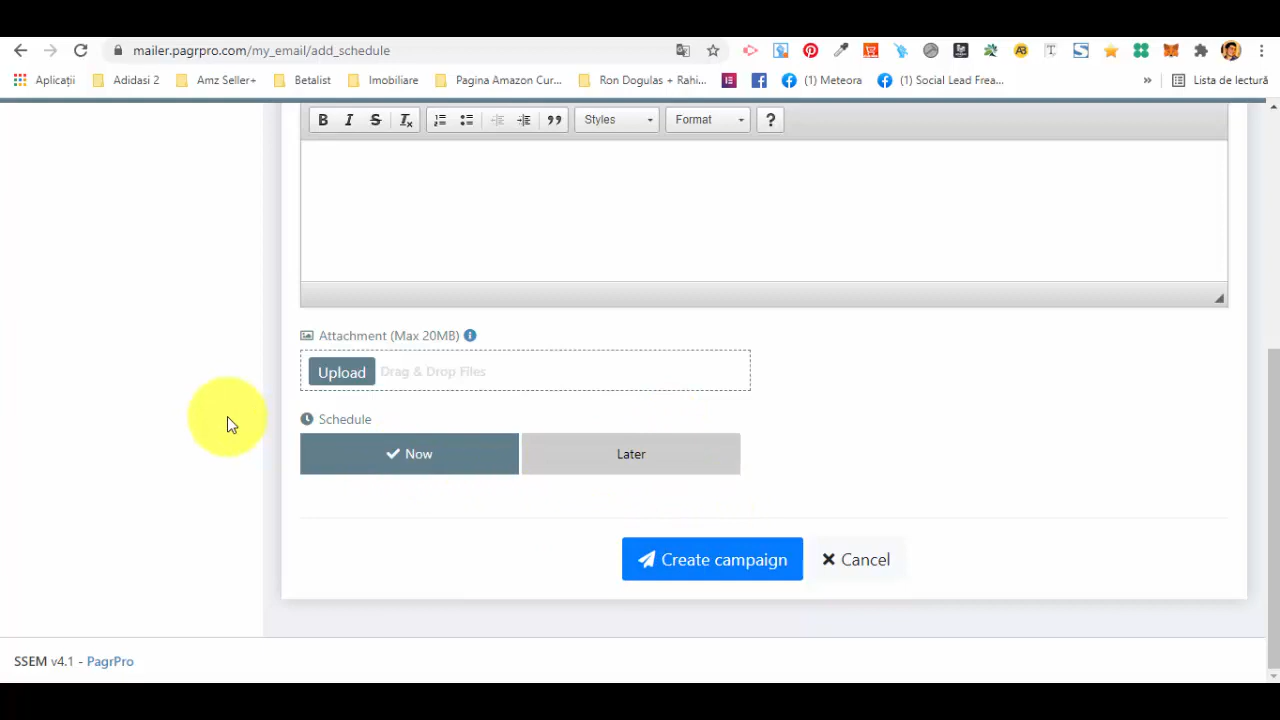 mailer.pagrpro.com/my_email/add_schedule
Aplicații Adidasi 2 Amz Seller+ Betalist Imobiliare Pagina Amazon Cur... Ron Dogulas + Rahi... (1) Meteora (1) Social Lead Frea... » Lista de lectură
B I S Tx Styles Format ?
Attachment (Max 20MB)
Upload Drag & Drop Files
Schedule
Now Later
Create campaign Cancel
SSEM v4.1 - PagrPro